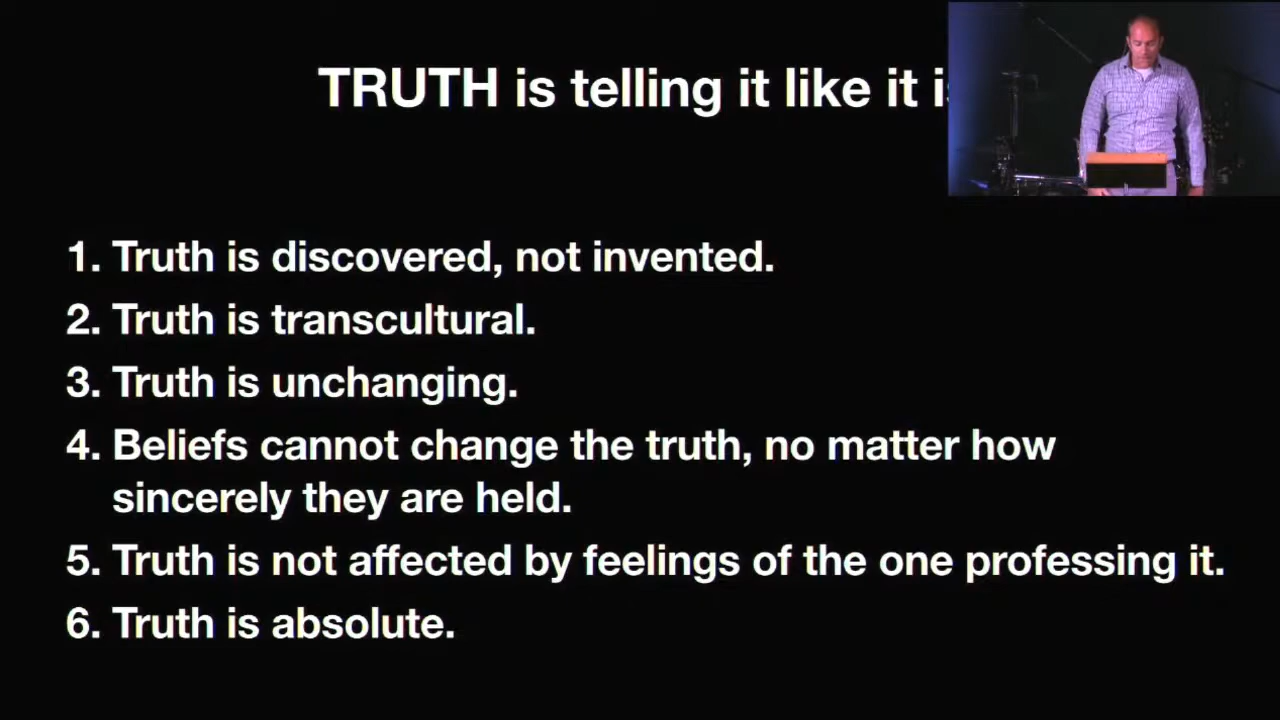 TRUTH is telling it like it
1. Truth is discovered, not invented.
2. Truth is transcultural.
3. Truth is unchanging.
4. Beliefs cannot change the truth, no matter how
sincerely they are held.
5. Truth is not affected by feelings of the one professing it.
6. Truth is absolute.